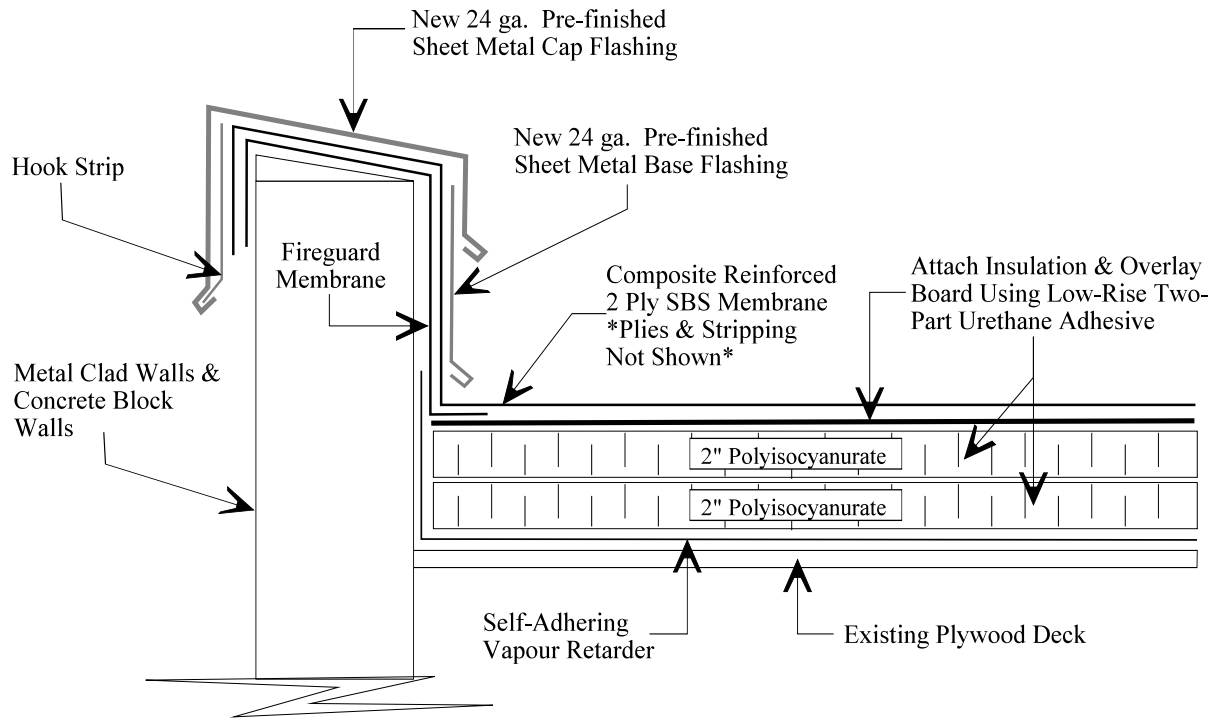 New 24 ga. Pre-finished
Sheet Metal Cap Flashing
New 24 ga. Pre-finished
Sheet Metal Base Flashing
Hook Strip
Fireguard
Membrane
Composite Reinforced
2 Ply SBS Membrane
*Plies & Stripping
Not Shown*
Attach Insulation & Overlay
Board Using Low-Rise Two-
Part Urethane Adhesive
Metal Clad Walls &
Concrete Block
Walls
2" Polyisocyanurate
2" Polyisocyanurate
Self-Adhering
Vapour Retarder
Existing Plywood Deck